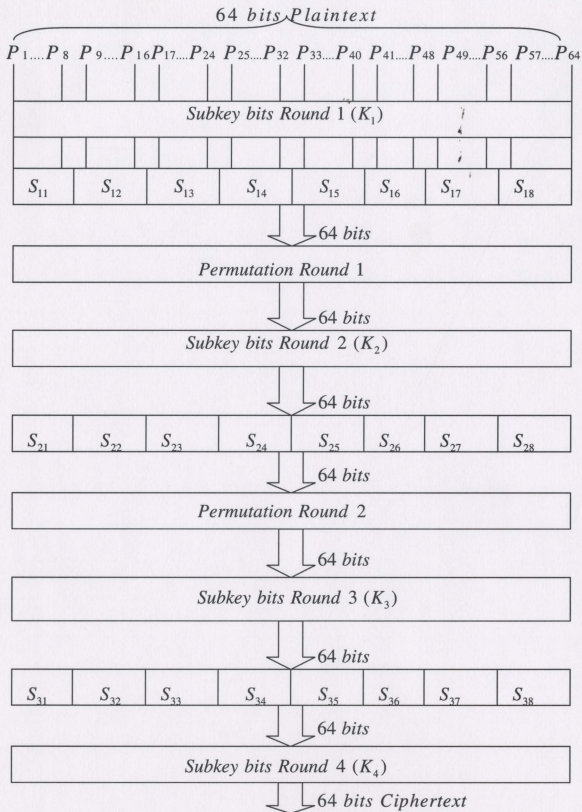 64 bits Plaintext
P1....P8 P9....P16 P17....P24 P25....P32 P33....P40 P41....P48 P49....P56 P57....P64
Subkey bits Round 1 (K1)
S11 S12 S13 S14 S15 S16 S17 S18
64 bits
Permutation Round 1
64 bits
Subkey bits Round 2 (K2)
64 bits
S21 S22 S23 S24 S25 S26 S27 S28
64 bits
Permutation Round 2
64 bits
Subkey bits Round 3 (K3)
64 bits
S31 S32 S33 S34 S35 S36 S37 S38
64 bits
Subkey bits Round 4 (K4)
64 bits Ciphertext